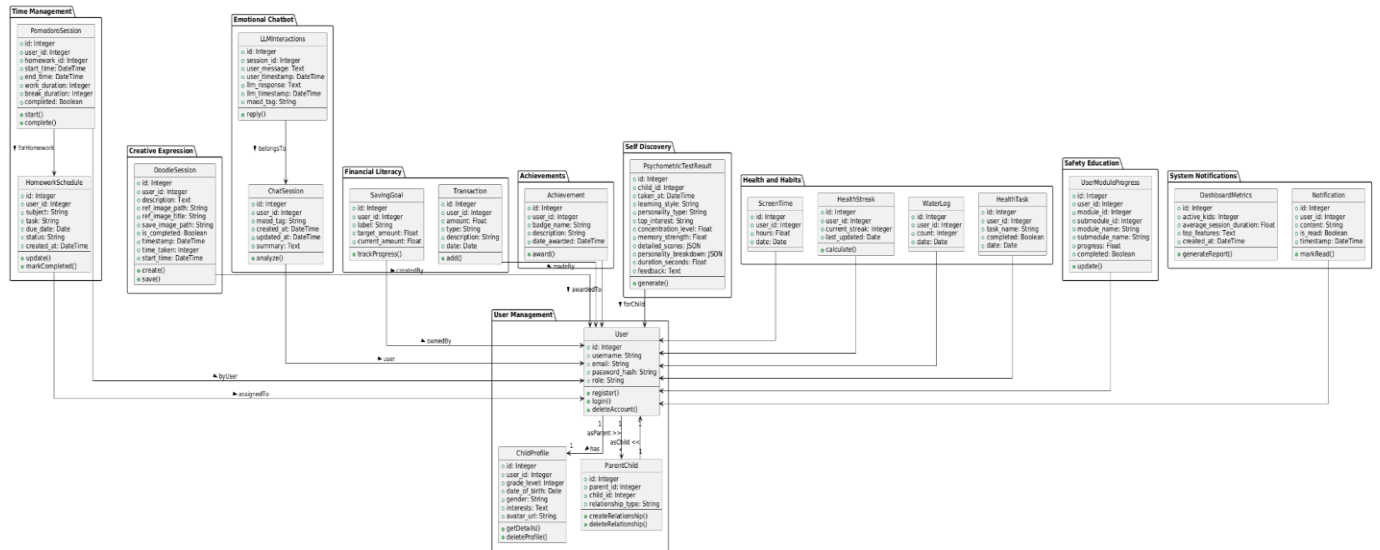 Time Management
PomodoroSession
id: Integer
user_id: Integer
homework_id: Integer
start_time: DateTime
end_time: DateTime
work_duration: Integer
break_duration: Integer
completed: Boolean
start()
complete()
forHomework
HomeworkSchedule
id: Integer
user_id: Integer
subject: String
task: String
due_date: Date
status: String
created_at: DateTime
update()
markCompleted()
Creative Expression
DoodleSession
id: Integer
user_id: Integer
description: Text
ref_image_path: String
ref_image_title: String
save_image_path: String
is_completed: Boolean
timestamp: DateTime
time_taken: Integer
start_time: DateTime
create()
save()
Emotional Chatbot
LLMInteractions
id: Integer
session_id: Integer
user_message: Text
user_timestamp: DateTime
llm_response: Text
llm_timestamp: DateTime
mood_tag: String
reply()
belongsTo
ChatSession
id: Integer
user_id: Integer
mood_tag: String
created_at: DateTime
updated_at: DateTime
summary: Text
analyze()
Financial Literacy
SavingGoal
id: Integer
user_id: Integer
label: String
target_amount: Float
current_amount: Float
trackProgress()
Transaction
id: Integer
user_id: Integer
amount: Float
type: String
description: String
date: Date
add()
Achievements
Achievement
id: Integer
user_id: Integer
badge_name: String
description: String
date_awarded: DateTime
award()
Self Discovery
PsychometricTestResult
id: Integer
child_id: Integer
taken_at: DateTime
learning_style: String
personality_type: String
top_interest: String
concentration_level: Float
memory_strength: Float
detailed_scores: JSON
personality_breakdown: JSON
duration_seconds: Float
feedback: Text
generate()
Health and Habits
ScreenTime
id: Integer
user_id: Integer
hours: Float
date: Date
HealthStreak
id: Integer
user_id: Integer
current_streak: Integer
last_updated: Date
calculate()
WaterLog
id: Integer
user_id: Integer
count: Integer
date: Date
HealthTask
id: Integer
user_id: Integer
task_name: String
completed: Boolean
date: Date
Safety Education
UserModuleProgress
id: Integer
user_id: Integer
module_id: Integer
submodule_id: Integer
module_name: String
submodule_name: String
progress: Float
completed: Boolean
update()
System Notifications
DashboardMetrics
id: Integer
active_kids: Integer
average_session_duration: Float
top_features: Text
created_at: DateTime
generateReport()
Notification
id: Integer
user_id: Integer
content: String
is_read: Boolean
timestamp: DateTime
markRead()
createdBy
madeBy
awardedTo
forChild
ownedBy
user
byUser
assignedTo
User Management
User
id: Integer
username: String
email: String
password_hash: String
role: String
register()
login()
deleteAccount()
1
1
1
asParent >>
asChild <<
has
1
*
1
ChildProfile
id: Integer
user_id: Integer
grade_level: Integer
date_of_birth: Date
gender: String
interests: Text
avatar_url: String
getDetails()
deleteProfile()
ParentChild
id: Integer
parent_id: Integer
child_id: Integer
relationship_type: String
createRelationship()
deleteRelationship()